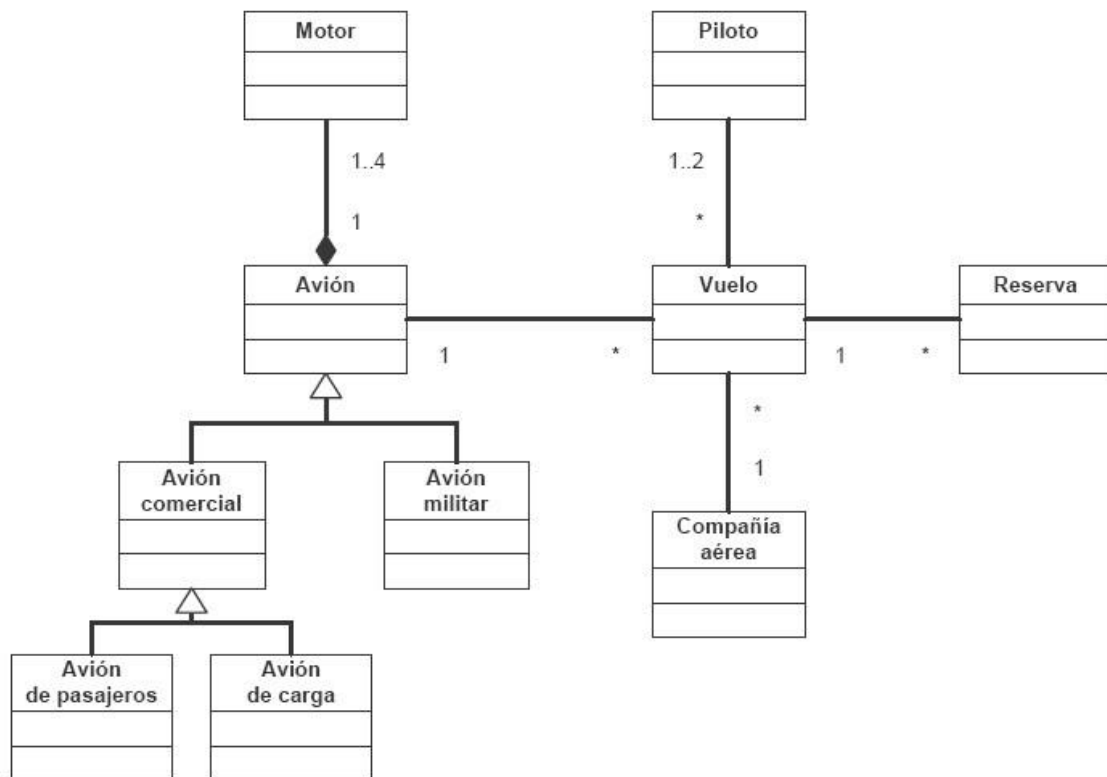 Motor
Piloto
1..4
1..2
1
*
Avión
Vuelo
Reserva
1
*
1
*
*
1
Avión
comercial
Avión
militar
Compañía
aérea
Avión
de pasajeros
Avión
de carga